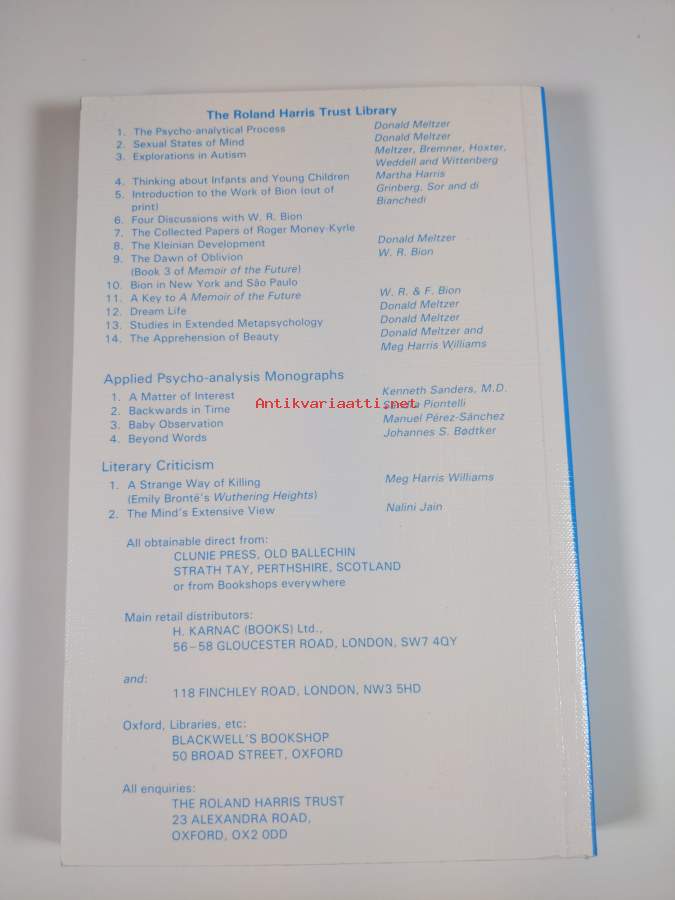 The Roland Harris Trust Library
1. The Psycho-analytical Process Donald Meltzer
2. Sexual States of Mind Donald Meltzer
3. Explorations in Autism Meltzer, Bremner, Hoxter,
Weddell and Wittenberg
4. Thinking about Infants and Young Children Martha Harris
5. Introduction to the Work of Bion (out of Grinberg, Sor and di
print) Bianchedi
6. Four Discussions with W. R. Bion
7. The Collected Papers of Roger Money-Kyrle
8. The Kleinian Development Donald Meltzer
9. The Dawn of Oblivion W. R. Bion
(Book 3 of Memoir of the Future)
10. Bion in New York and São Paulo
11. A Key to A Memoir of the Future W. R. & F. Bion
12. Dream Life Donald Meltzer
13. Studies in Extended Metapsychology Donald Meltzer
14. The Apprehension of Beauty Donald Meltzer and
Meg Harris Williams
Applied Psycho-analysis Monographs
1. A Matter of Interest Kenneth Sanders, M.D.
2. Backwards in Time Piontelli
Antikvariaatti.net
3. Baby Observation Manuel Pérez-Sánchez
4. Beyond Words Johannes S. Bødtker
Literary Criticism
1. A Strange Way of Killing Meg Harris Williams
(Emily Brontë's Wuthering Heights)
2. The Mind's Extensive View Nalini Jain
All obtainable direct from:
CLUNIE PRESS, OLD BALLECHIN
STRATH TAY, PERTHSHIRE, SCOTLAND
or from Bookshops everywhere
Main retail distributors:
H. KARNAC (BOOKS) Ltd.,
56–58 GLOUCESTER ROAD, LONDON, SW7 4QY
and:
118 FINCHLEY ROAD, LONDON, NW3 5HD
Oxford, Libraries, etc:
BLACKWELL'S BOOKSHOP
50 BROAD STREET, OXFORD
All enquiries:
THE ROLAND HARRIS TRUST
23 ALEXANDRA ROAD,
OXFORD, OX2 0DD